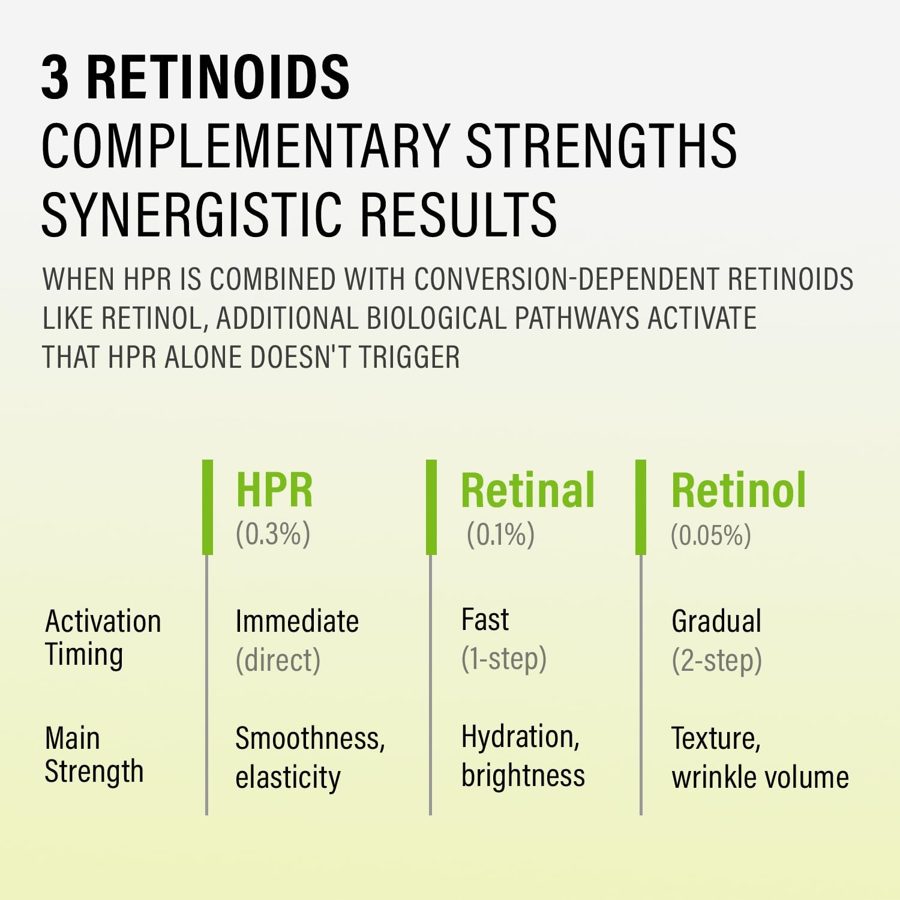 3 RETINOIDS
COMPLEMENTARY STRENGTHS
SYNERGISTIC RESULTS
WHEN HPR IS COMBINED WITH CONVERSION-DEPENDENT RETINOIDS
LIKE RETINOL, ADDITIONAL BIOLOGICAL PATHWAYS ACTIVATE
THAT HPR ALONE DOESN'T TRIGGER
HPR Retinal Retinol
(0.3%) (0.1%) (0.05%)
Activation Immediate Fast Gradual
Timing (direct) (1-step) (2-step)
Main Smoothness, Hydration, Texture,
Strength elasticity brightness wrinkle volume